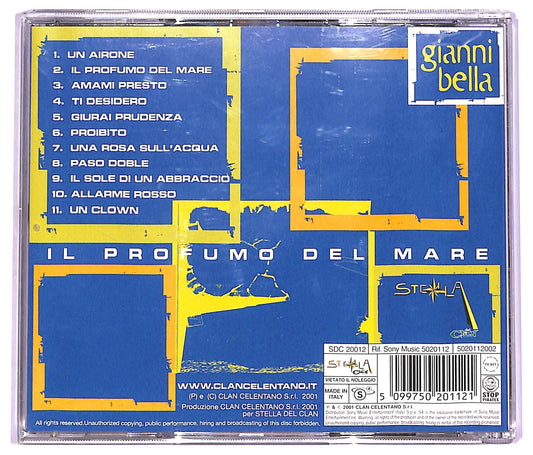 gianni
bella
1. UN AIRONE
2. IL PROFUMO DEL MARE
3. AMAMI PRESTO
4. TI DESIDERO
5. GIURAI PRUDENZA
6. PROIBITO
7. UNA ROSA SULL'ACQUA
8. PASO DOBLE
9. IL SOLE DI UN ABBRACCIO
10. ALLARME ROSSO
11. UN CLOWN
IL PROFUMO DEL MARE
STELLA
SDC 20012
Rif. Sony Music 5020112
5020112002
STELLA
VIETATO IL NOLEGGIO
MADE IN
ITALY
5 099750 201121
STOP
PIRATES
WWW.CLANCELENTANO.IT
(P) e (C) CLAN CELENTANO S.r.l. 2001
Produzione CLAN CELENTANO S.r.l. 2001
per STELLA DEL CLAN
All rights reserved.Unauthorized copying, public performance, hiring and broadcasting of this disc forbidden.
℗ & © 2001 CLAN CELENTANO S.r.l.